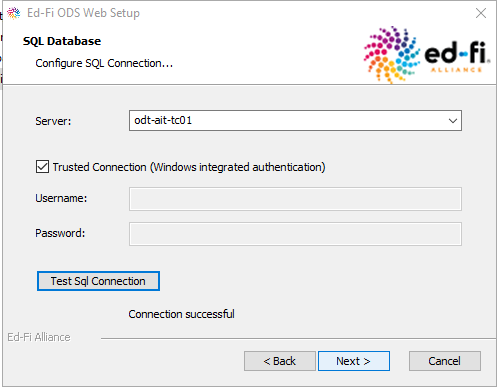 Ed-Fi ODS Web Setup
SQL Database
Configure SQL Connection...
ed-fi
ALLIANCE
Server:
odt-ait-tc01
Trusted Connection (Windows integrated authentication)
Username:
Password:
Test Sql Connection
Connection successful
Ed-Fi Alliance
< Back
Next >
Cancel